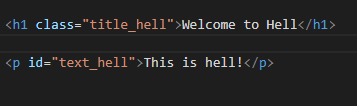 <h1 class="title_hell">Welcome to Hell</h1>
<p id="text_hell">This is hell!</p>